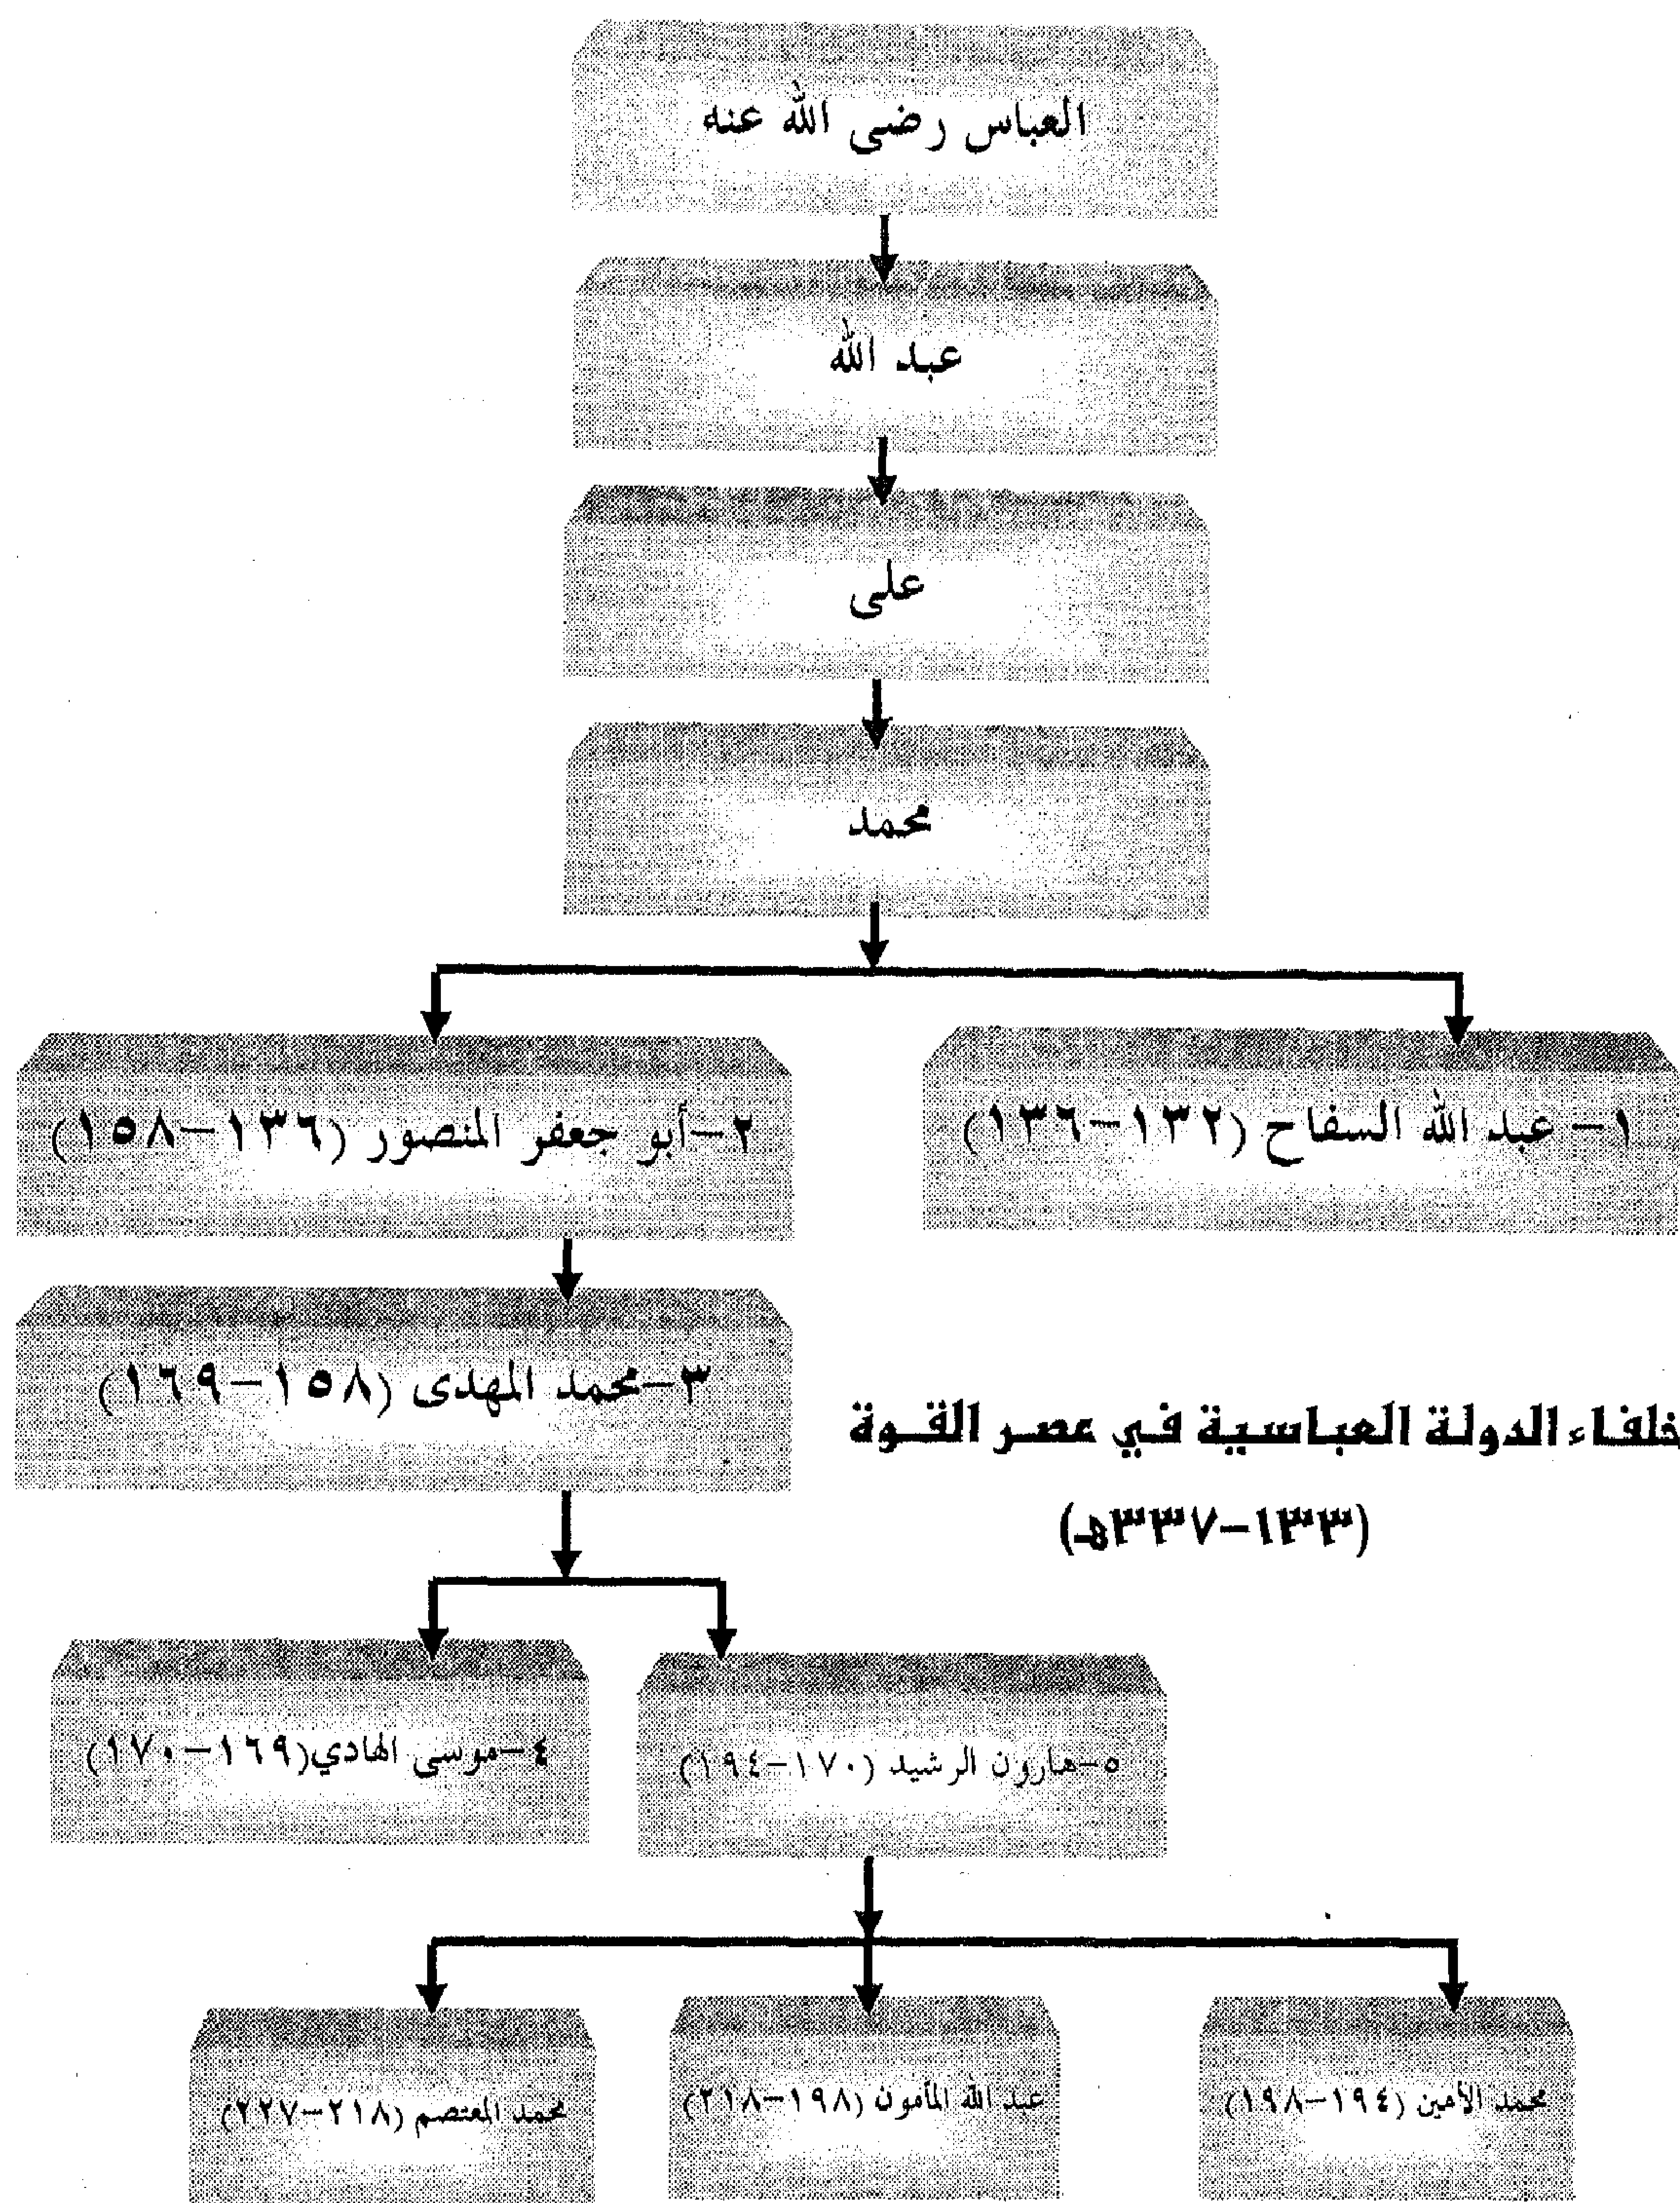 العباس رضى الله عنه
عبد الله
على
محمد
١- عبد الله السفاح (١٣٢-١٣٦)
٢-أبو جعفر المنصور (١٣٦-١٥٨)
٣-محمد المهدى (١٥٨-١٦٩)
خلفاء الدولة العباسية في عصر القوة
(١٣٣-٣٣٧هـ)
٥-هارون الرشيد (١٧٠-١٩٤)
٤-موسى الهادي(١٦٩-١٧٠)
محمد الأمين (١٩٤-١٩٨)
عبد الله المأمون (١٩٨-٢١٨)
محمد المعتصم (٢١٨-٢٢٧)